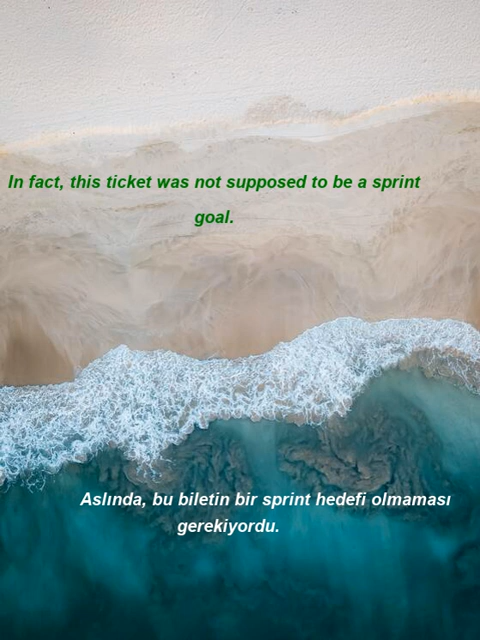 In fact, this ticket was not supposed to be a sprint
goal.
Aslında, bu biletin bir sprint hedefi olmaması
gerekiyordu.